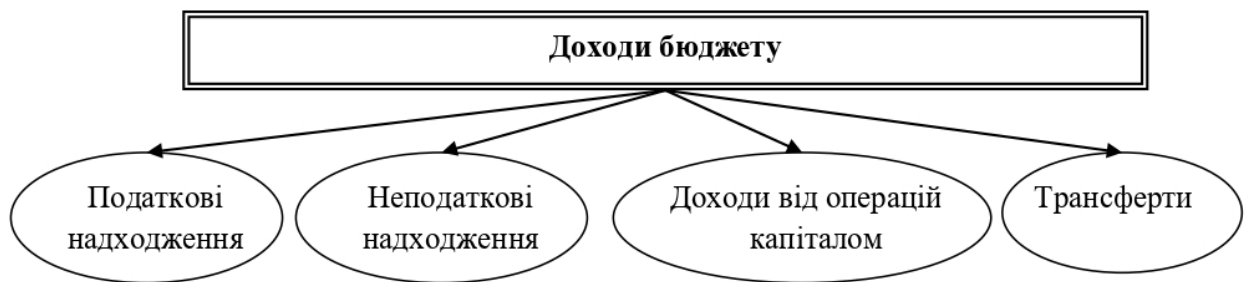 Доходи бюджету
Податкові
надходження
Неподаткові
надходження
Доходи від операцій
капіталом
Трансферти